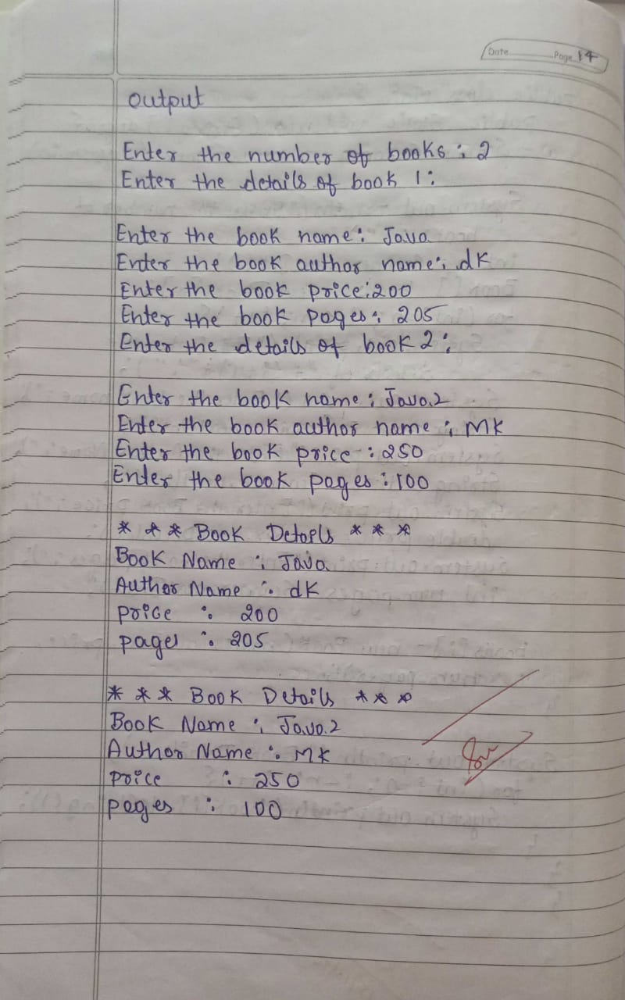 Date Page 14
output
Enter the number of books : 2
Enter the details of book 1 :
Enter the book name : Java
Enter the book author name : dK
Enter the book price : 200
Enter the book pages : 205
Enter the details of book 2 :
Enter the book name : Java2
Enter the book author name : MK
Enter the book price : 250
Enter the book pages : 100
* * * Book Details * * *
Book Name : Java
Author Name : dK
price : 200
pages : 205
* * * Book Details * * *
Book Name : Java2
Author Name : MK
price : 250
pages : 100